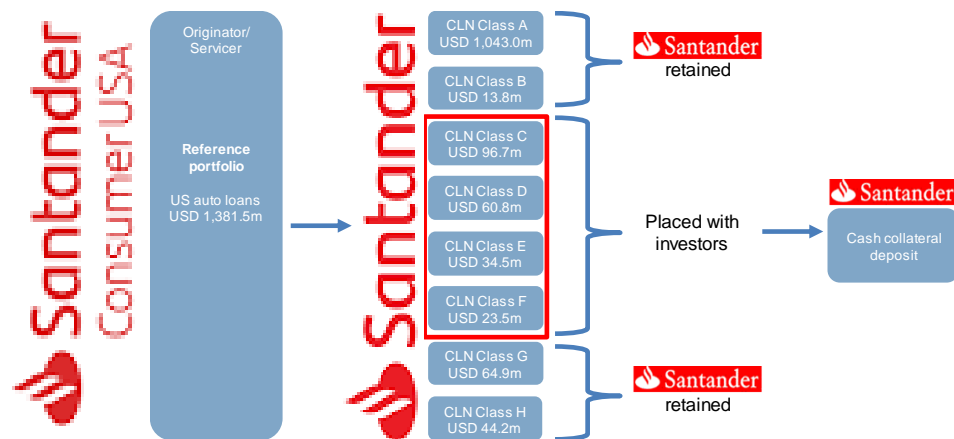 Santander
Consumer USA
Originator/
Servicer
Reference
portfolio
US auto loans
USD 1,381.5m
Santander
CLN Class A
USD 1,043.0m
CLN Class B
USD 13.8m
CLN Class C
USD 96.7m
CLN Class D
USD 60.8m
CLN Class E
USD 34.5m
CLN Class F
USD 23.5m
CLN Class G
USD 64.9m
CLN Class H
USD 44.2m
Santander
retained
Placed with
investors
Santander
retained
Santander
Cash collateral
deposit